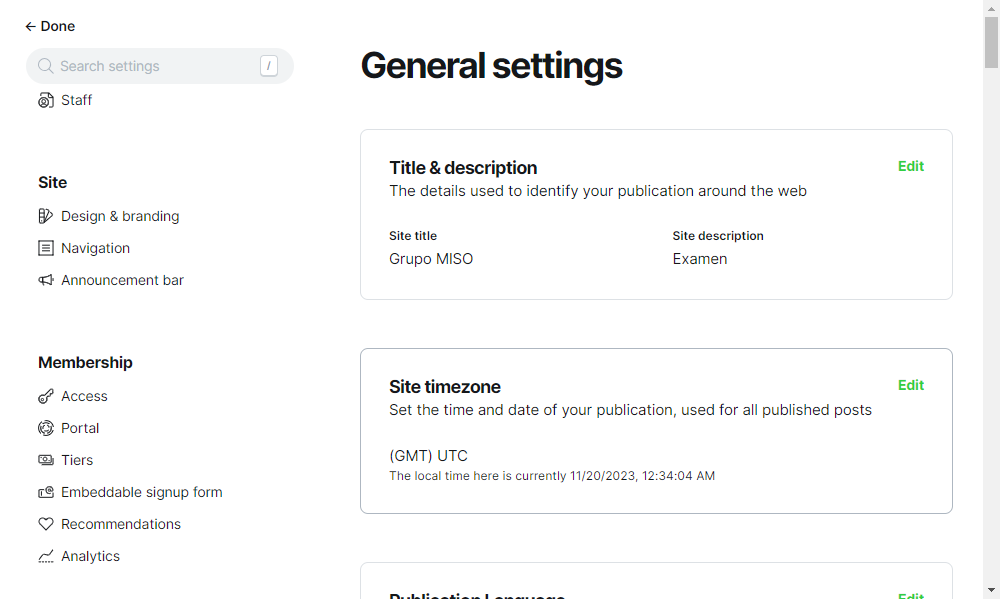 Done
Search settings
/
Staff
Site
Design & branding
Navigation
Announcement bar
Membership
Access
Portal
Tiers
Embeddable signup form
Recommendations
Analytics
General settings
Title & description
Edit
The details used to identify your publication around the web
Site title
Site description
Grupo MISO
Examen
Site timezone
Edit
Set the time and date of your publication, used for all published posts
(GMT) UTC
The local time here is currently 11/20/2023, 12:34:04 AM
Publication Language
Edit